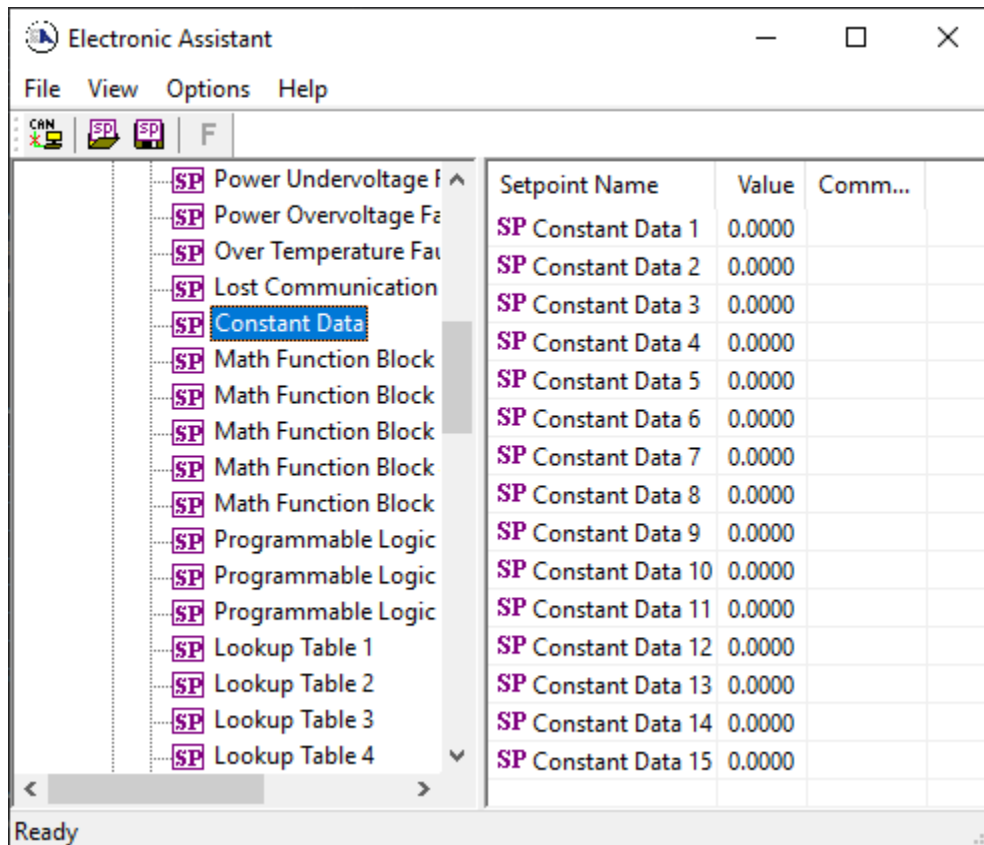 Electronic Assistant
File View Options Help
CAN SP SP F
SP Power Undervoltage F
SP Power Overvoltage Fa
SP Over Temperature Fau
SP Lost Communication
SP Constant Data
SP Math Function Block
SP Math Function Block
SP Math Function Block
SP Math Function Block
SP Math Function Block
SP Programmable Logic
SP Programmable Logic
SP Programmable Logic
SP Lookup Table 1
SP Lookup Table 2
SP Lookup Table 3
SP Lookup Table 4
Setpoint Name Value Comm...
SP Constant Data 1 0.0000
SP Constant Data 2 0.0000
SP Constant Data 3 0.0000
SP Constant Data 4 0.0000
SP Constant Data 5 0.0000
SP Constant Data 6 0.0000
SP Constant Data 7 0.0000
SP Constant Data 8 0.0000
SP Constant Data 9 0.0000
SP Constant Data 10 0.0000
SP Constant Data 11 0.0000
SP Constant Data 12 0.0000
SP Constant Data 13 0.0000
SP Constant Data 14 0.0000
SP Constant Data 15 0.0000
Ready